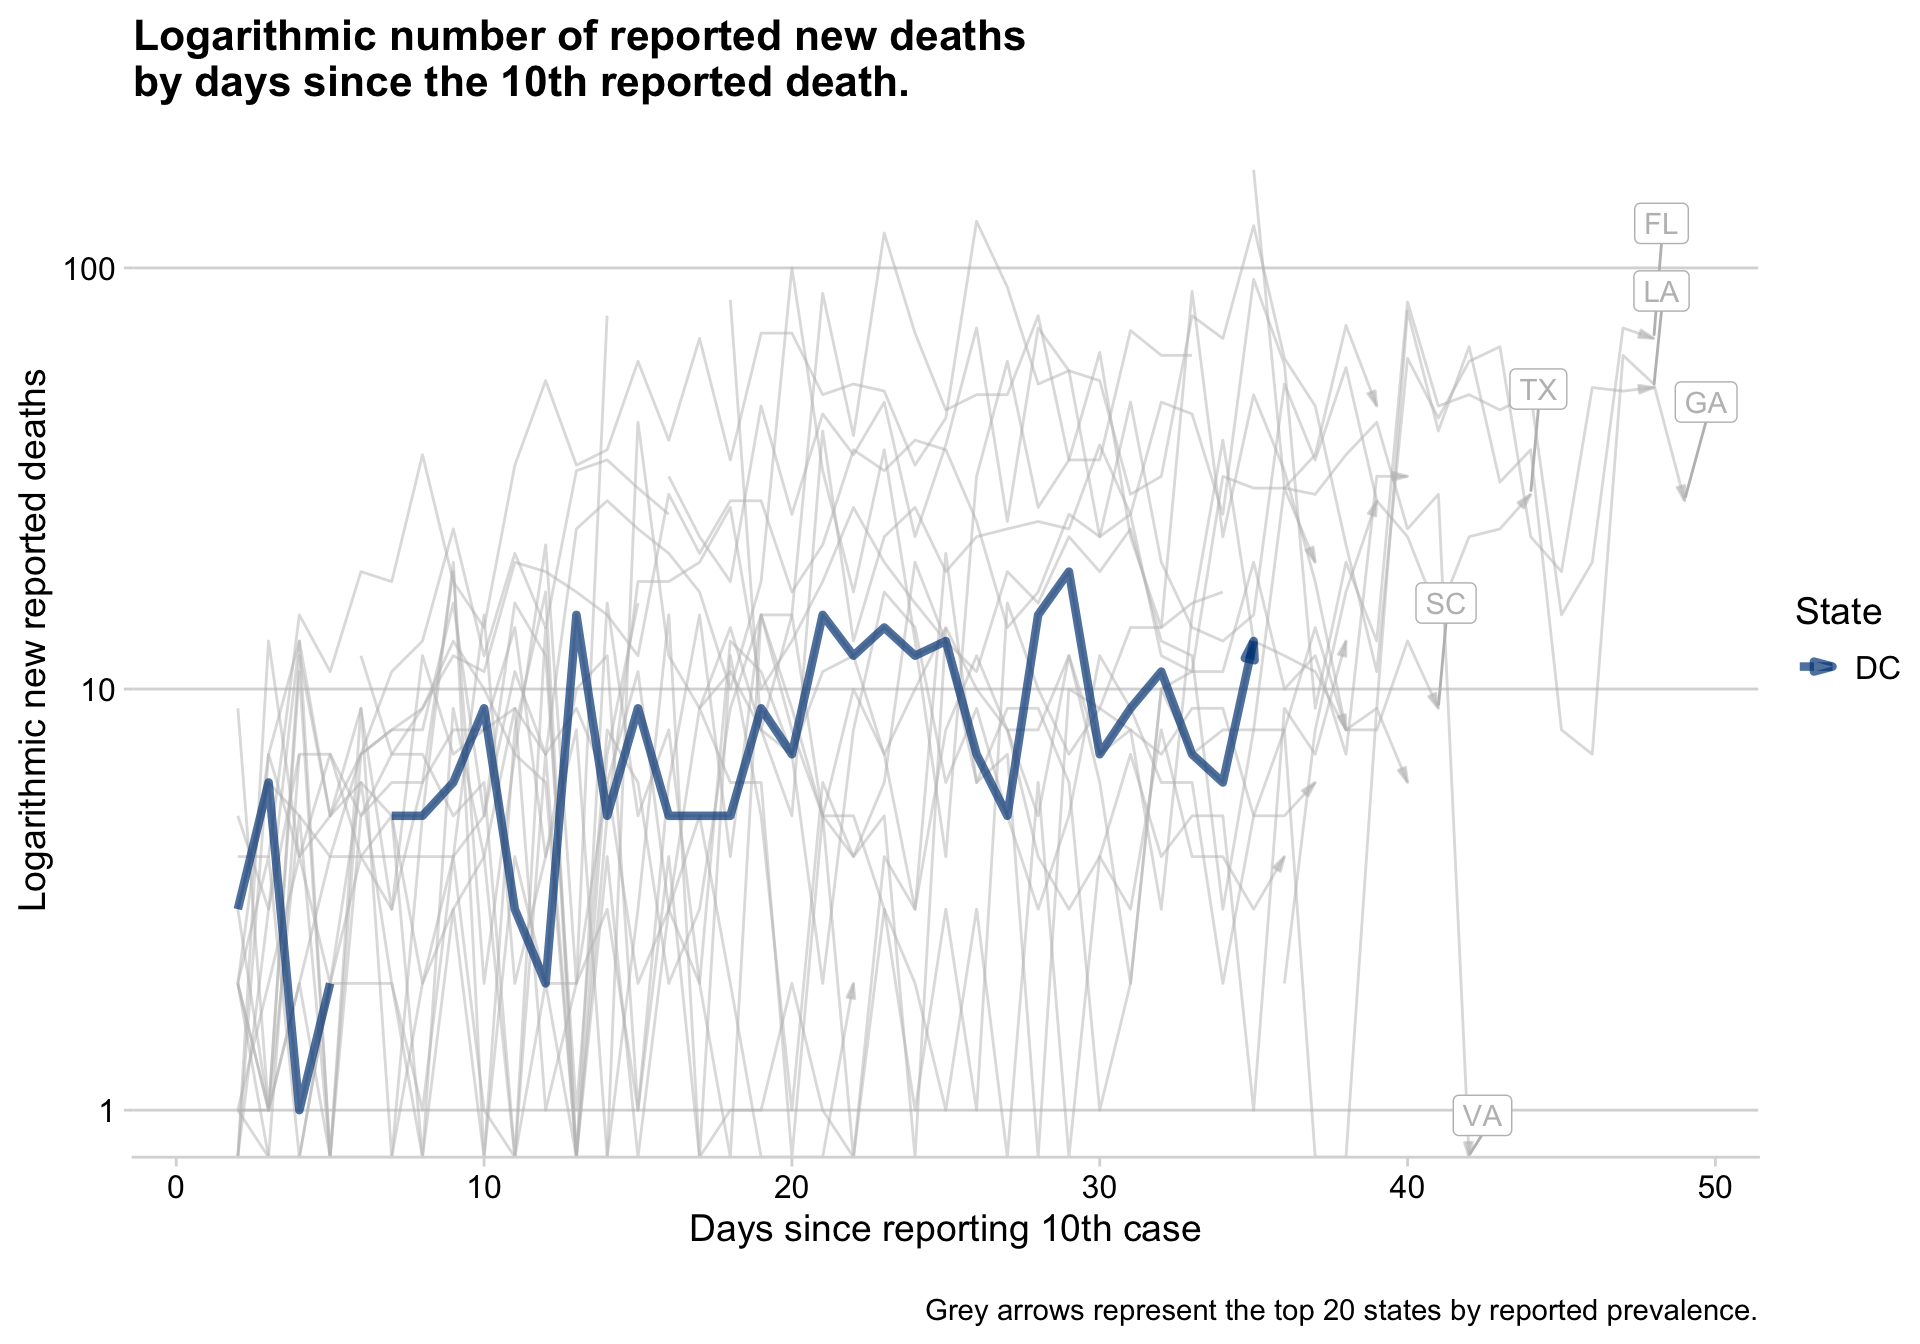 Logarithmic number of reported new deaths
by days since the 10th reported death.
Logarithmic new reported deaths
100
10
1
FL
LA
TX
GA
SC
VA
State
DC
0 10 20 30 40 50
Days since reporting 10th case
Grey arrows represent the top 20 states by reported prevalence.